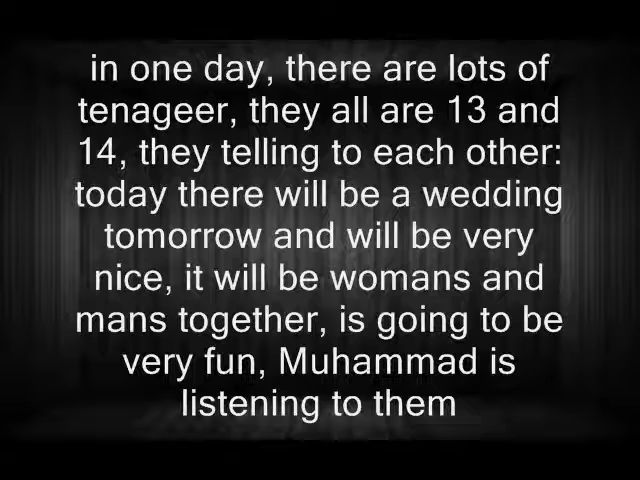 in one day, there are lots of
tenageer, they all are 13 and
14, they telling to each other:
today there will be a wedding
tomorrow and will be very
nice, it will be womans and
mans together, is going to be
very fun, Muhammad is
listening to them